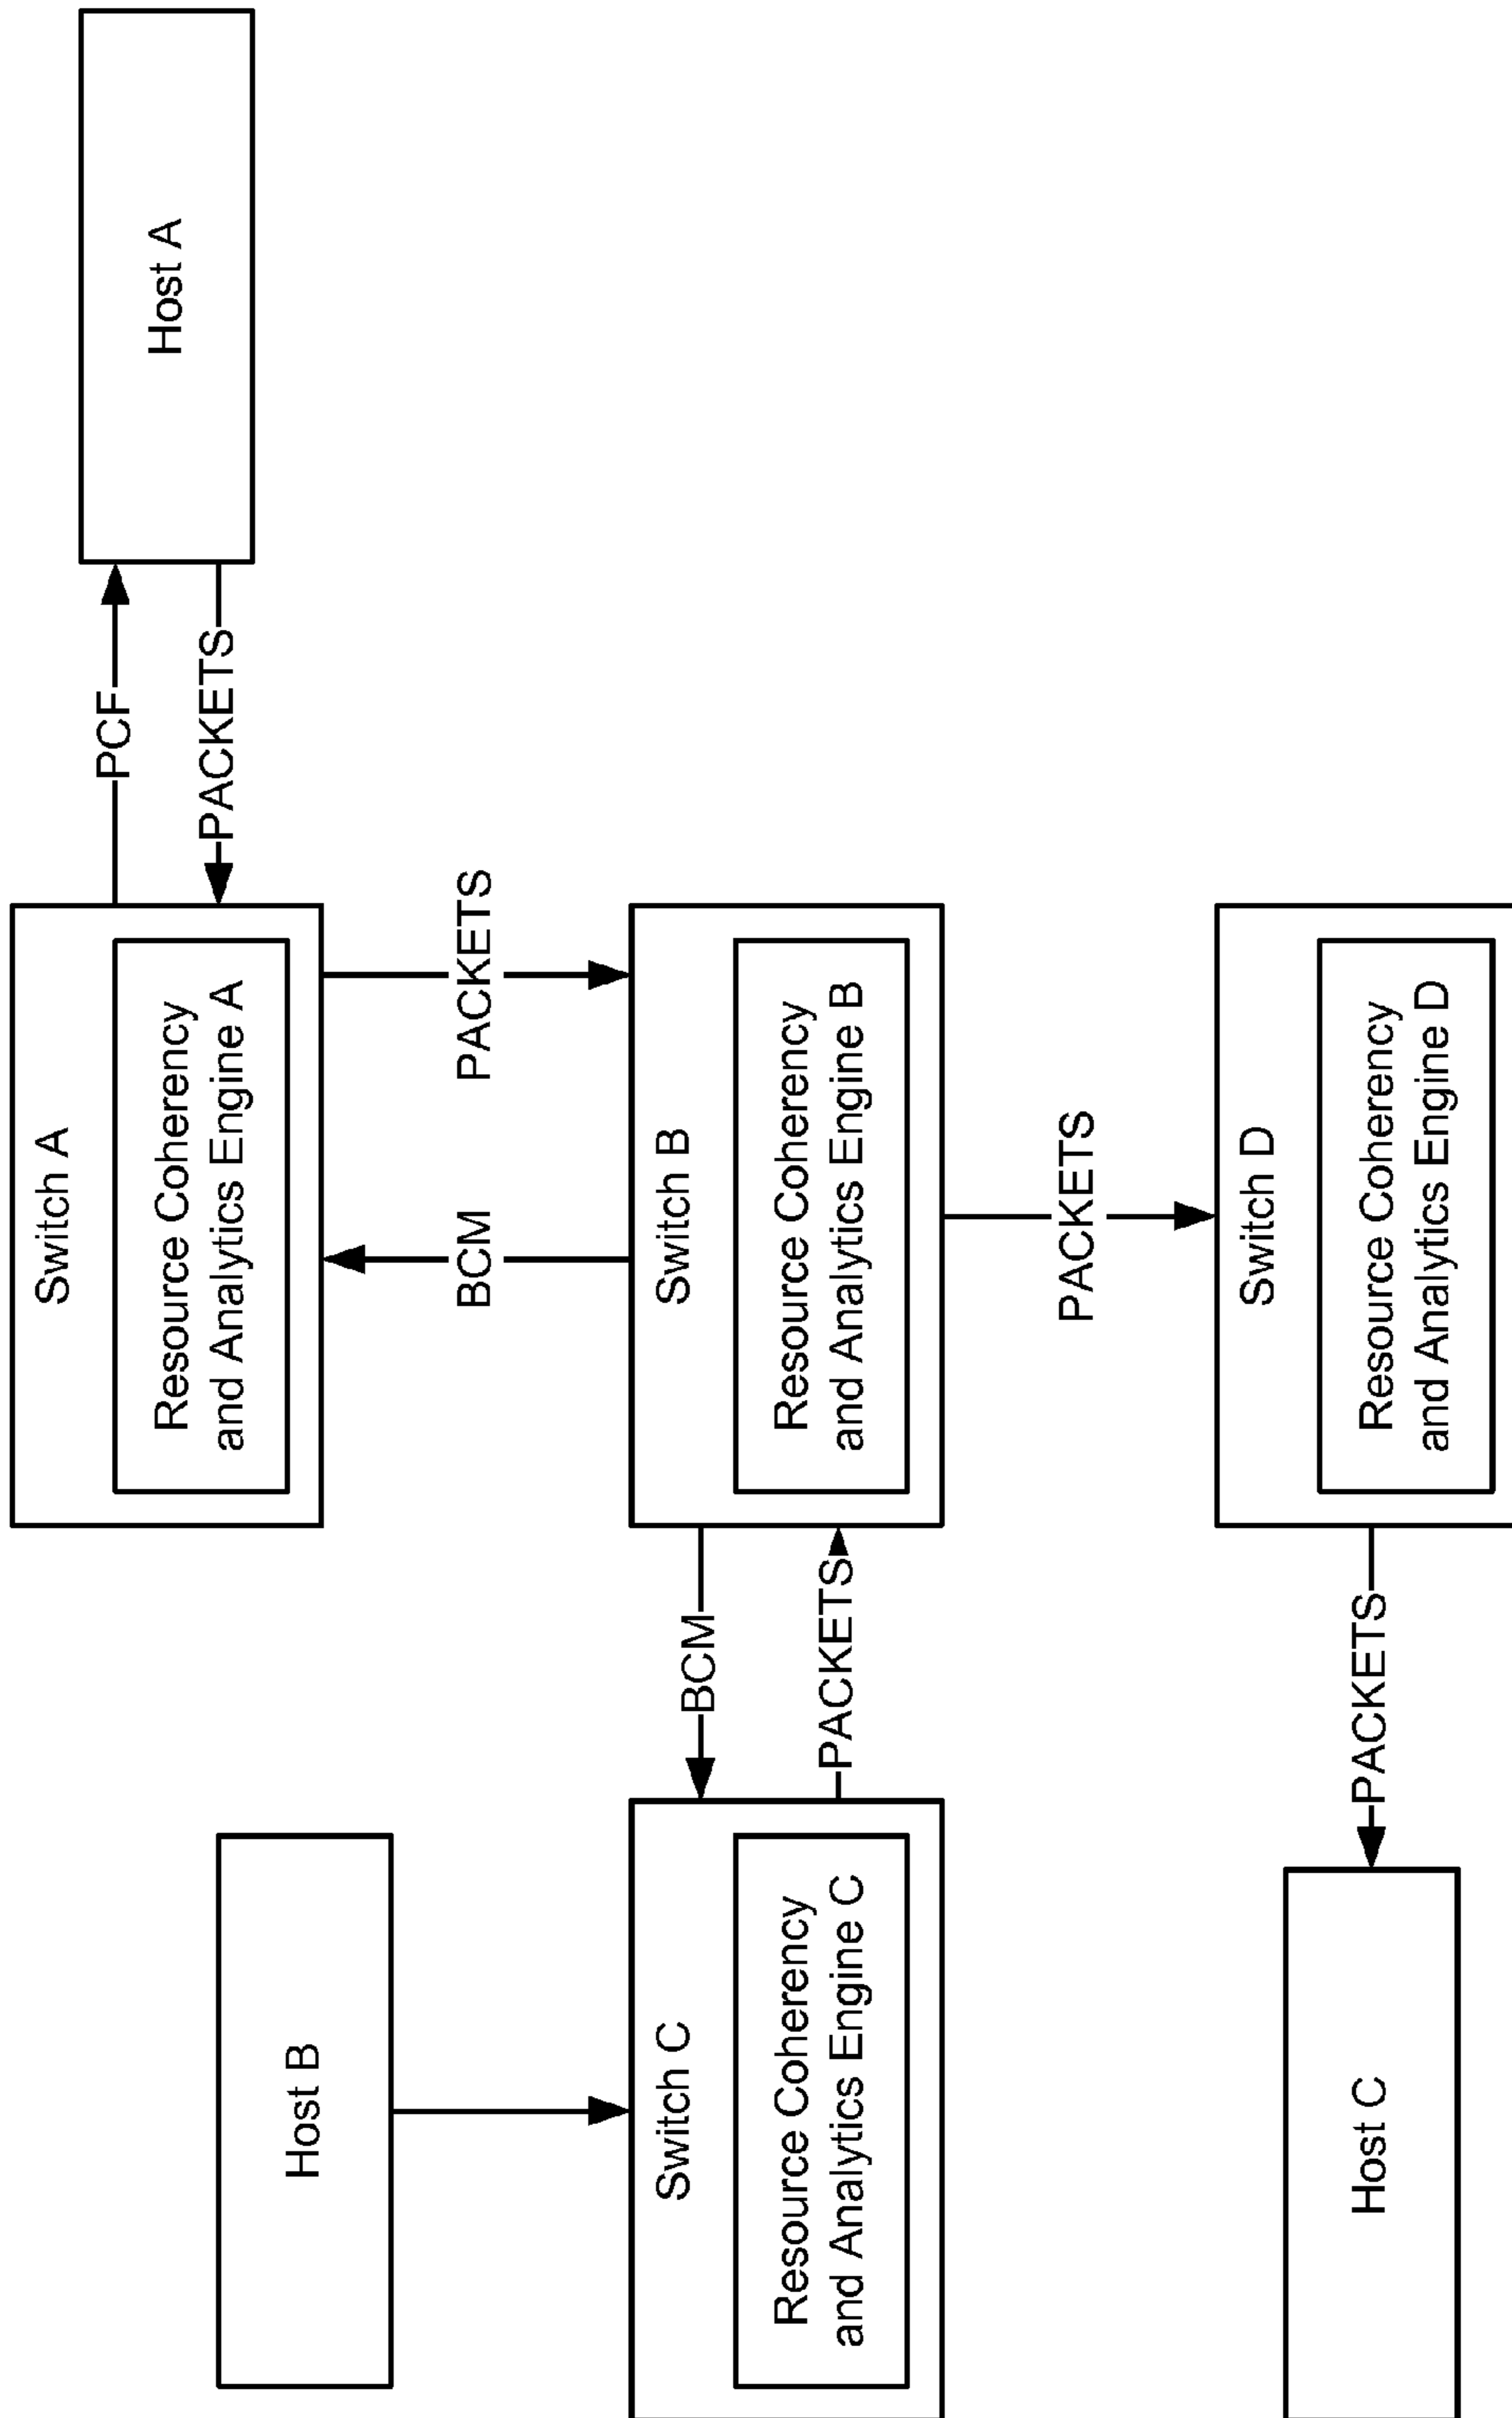 Switch A
Resource Coherency
and Analytics Engine A
PCF
PACKETS
Host A
Host B
BCM
PACKETS
Switch C
Resource Coherency
and Analytics Engine C
BCM
PACKETS
Switch B
Resource Coherency
and Analytics Engine B
PACKETS
Host C
PACKETS
Switch D
Resource Coherency
and Analytics Engine D